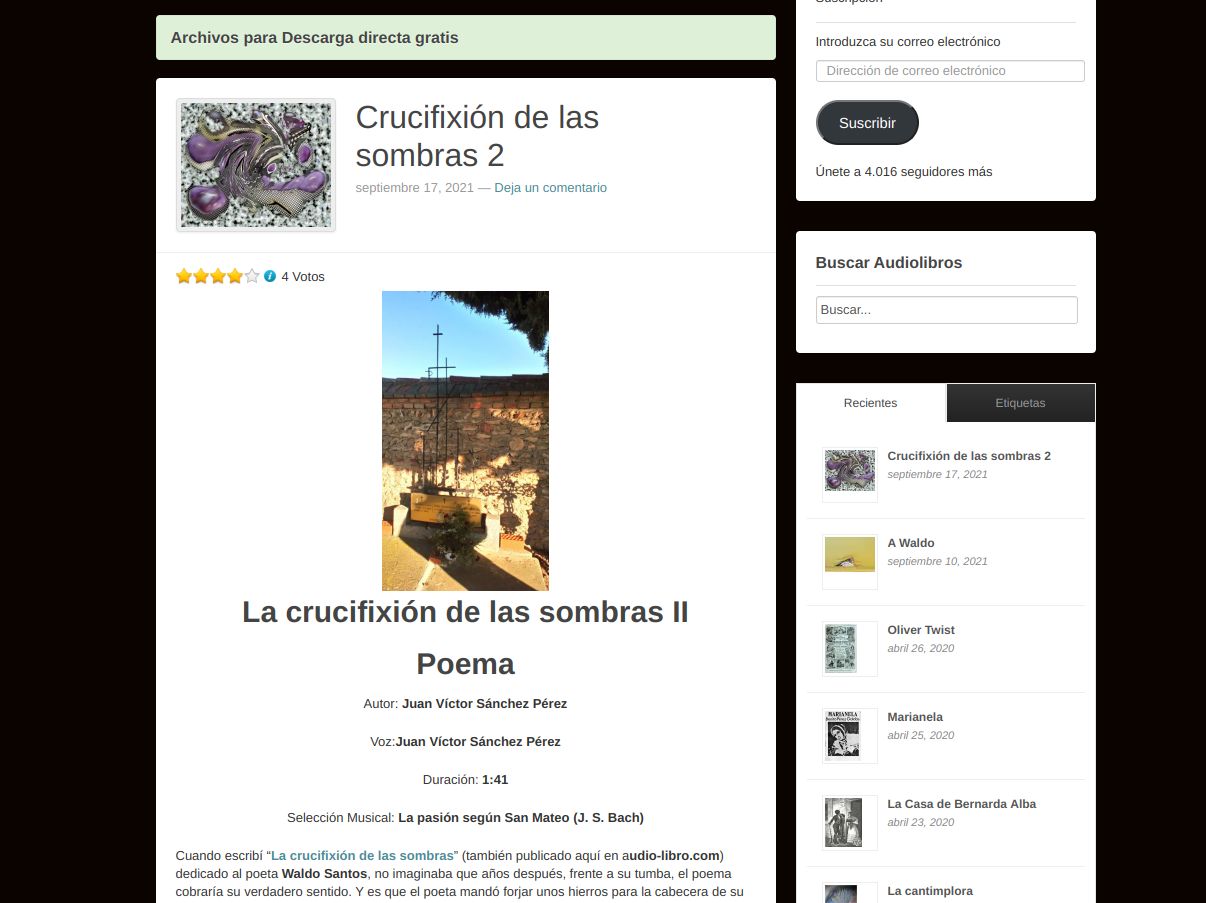 Archivos para Descarga directa gratis
Crucifixión de las
sombras 2
septiembre 17, 2021 — Deja un comentario
4 Votos
La crucifixión de las sombras II
Poema
Autor: Juan Víctor Sánchez Pérez
Voz:Juan Víctor Sánchez Pérez
Duración: 1:41
Selección Musical: La pasión según San Mateo (J. S. Bach)
Cuando escribí “La crucifixión de las sombras” (también publicado aquí en audio-libro.com)
dedicado al poeta Waldo Santos, no imaginaba que años después, frente a su tumba, el poema
cobraría su verdadero sentido. Y es que el poeta mandó forjar unos hierros para la cabecera de su
Suscripción
Introduzca su correo electrónico
Dirección de correo electrónico
Suscribir
Únete a 4.016 seguidores más
Buscar Audiolibros
Buscar...
Recientes
Etiquetas
Crucifixión de las sombras 2
septiembre 17, 2021
A Waldo
septiembre 10, 2021
Oliver Twist
abril 26, 2020
MARIANELA
Marianela
abril 25, 2020
La Casa de Bernarda Alba
abril 23, 2020
La cantimplora